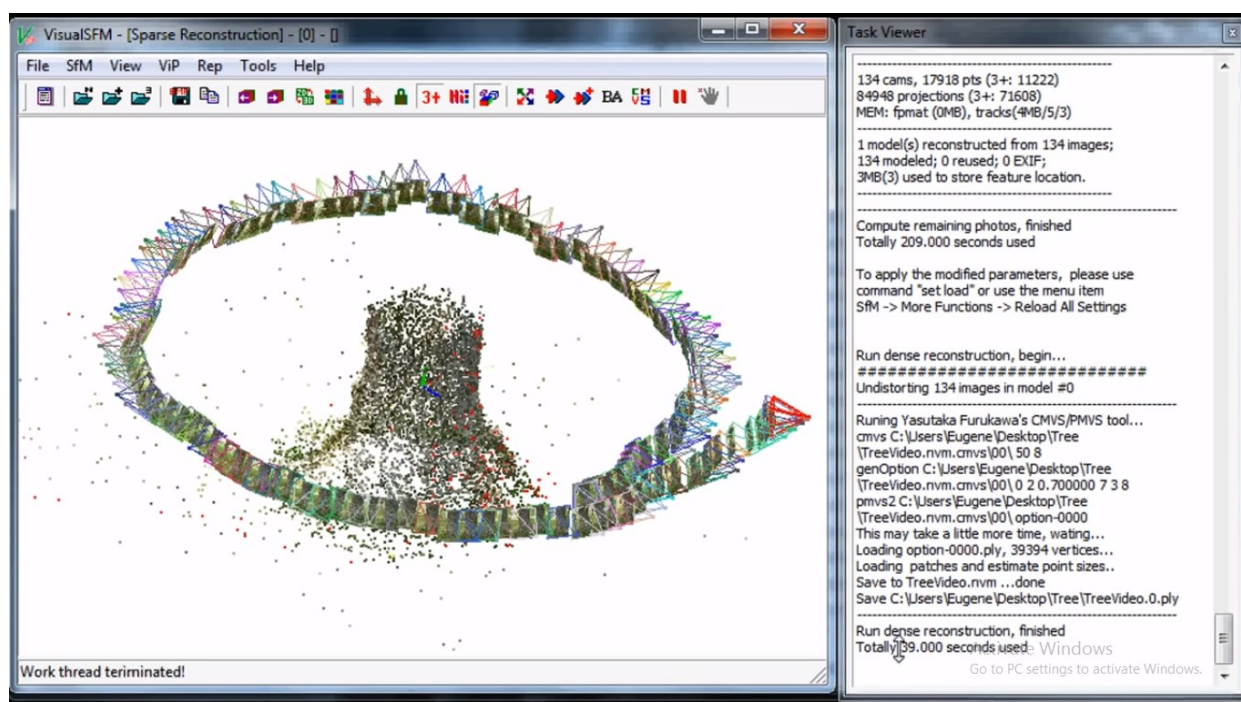 VisualSFM - [Sparse Reconstruction] - [0] - []
File SfM View ViP Rep Tools Help
3+ BA
Work thread teriminated!
Task Viewer
----------------------------------------------------
134 cams, 17918 pts (3+: 11222)
84948 projections (3+: 71608)
MEM: fpmat (0MB), tracks(4MB/5/3)
----------------------------------------------------
1 model(s) reconstructed from 134 images;
134 modeled; 0 reused; 0 EXIF;
3MB(3) used to store feature location.
----------------------------------------------------
----------------------------------------------------------------
Compute remaining photos, finished
Totally 209.000 seconds used
To apply the modified parameters, please use
command "set load" or use the menu item
SfM -> More Functions -> Reload All Settings
Run dense reconstruction, begin...
#############################
Undistorting 134 images in model #0
----------------------------------------------------------------
Runing Yasutaka Furukawa's CMVS/PMVS tool...
cmvs C:\Users\Eugene\Desktop\Tree
\TreeVideo.nvm.cmvs\00\ 50 8
genOption C:\Users\Eugene\Desktop\Tree
\TreeVideo.nvm.cmvs\00\ 0 2 0.700000 7 3 8
pmvs2 C:\Users\Eugene\Desktop\Tree
\TreeVideo.nvm.cmvs\00\ option-0000
This may take a little more time, wating...
Loading option-0000.ply, 39394 vertices...
Loading patches and estimate point sizes..
Save to TreeVideo.nvm ...done
Save C:\Users\Eugene\Desktop\Tree\TreeVideo.0.ply
----------------------------------------------------------------
Run dense reconstruction, finished
Totally 39.000 seconds used
Activate Windows
Go to PC settings to activate Windows.